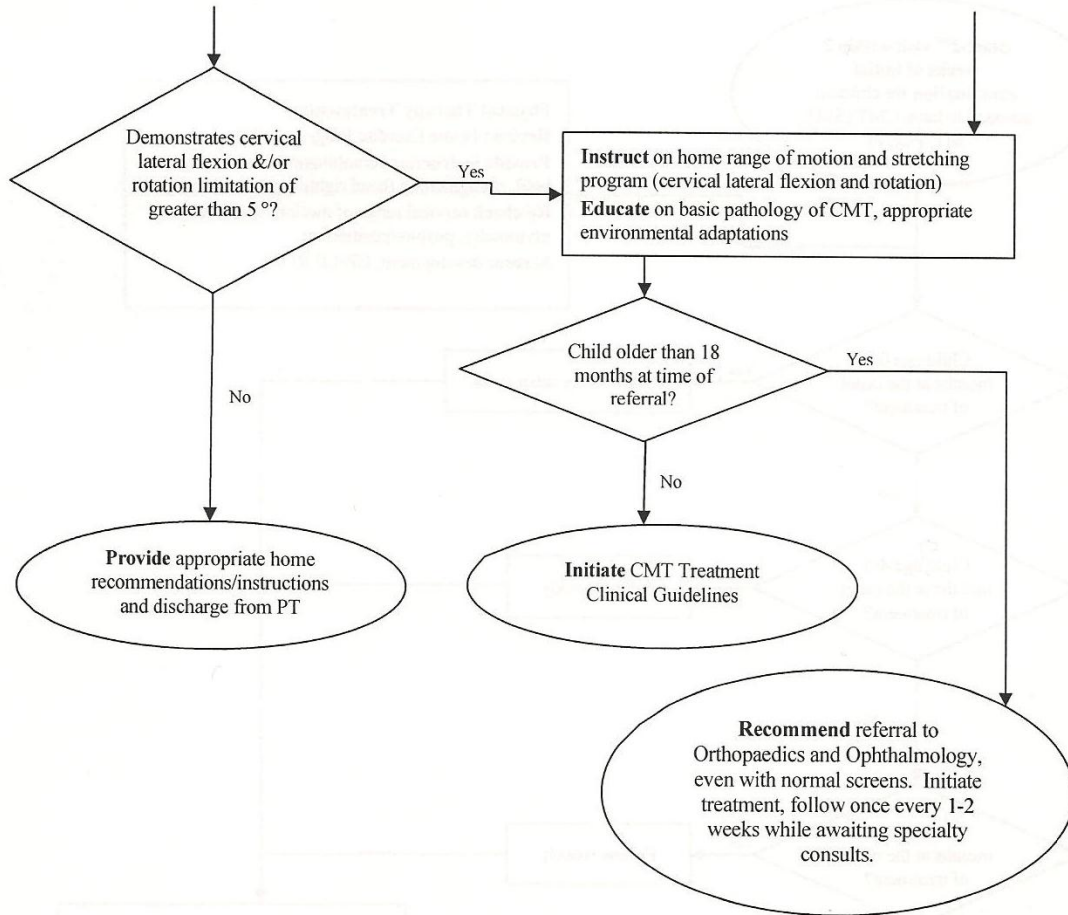 Demonstrates cervical
lateral flexion &/or
rotation limitation of
greater than 5 °?
Yes
Instruct on home range of motion and stretching
program (cervical lateral flexion and rotation)
Educate on basic pathology of CMT, appropriate
environmental adaptations
No
Child older than 18
months at time of
referral?
Yes
No
Provide appropriate home
recommendations/instructions
and discharge from PT
Initiate CMT Treatment
Clinical Guidelines
Recommend referral to
Orthopaedics and Ophthalmology,
even with normal screens. Initiate
treatment, follow once every 1-2
weeks while awaiting specialty
consults.